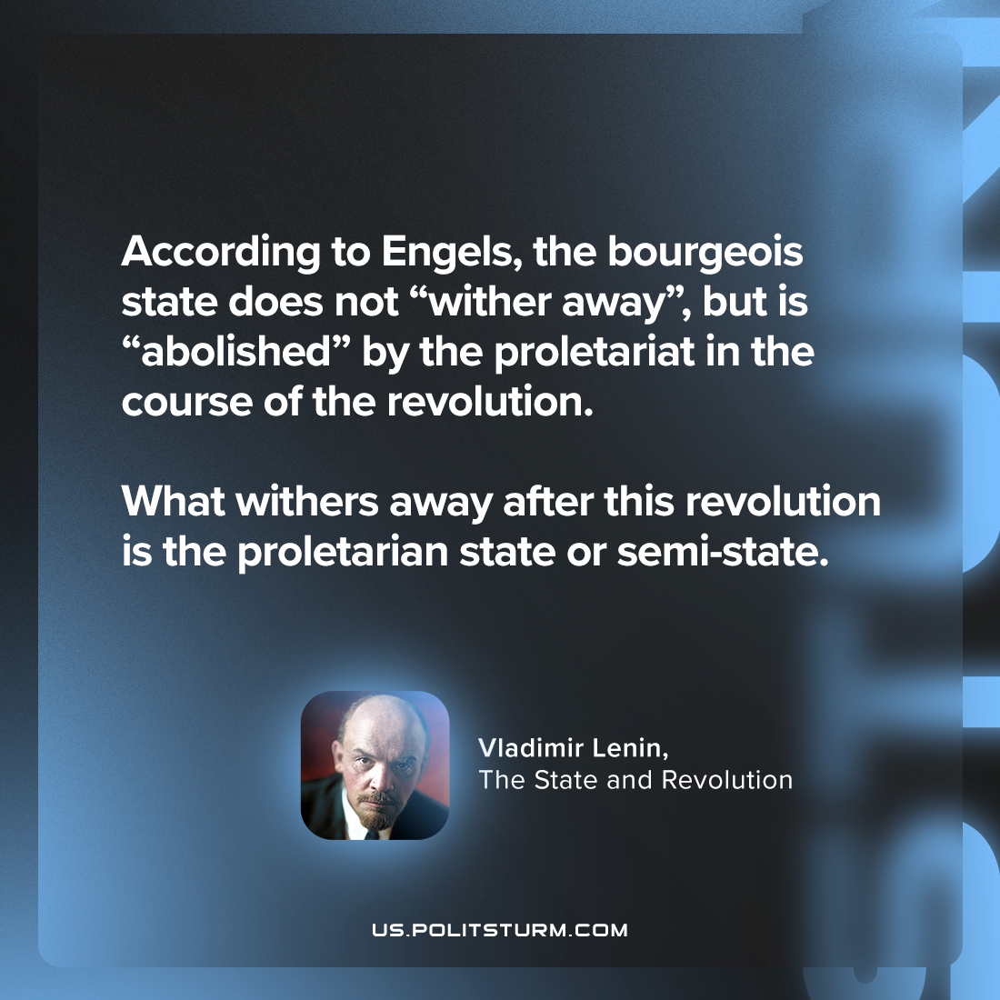 According to Engels, the bourgeois
state does not “wither away”, but is
“abolished” by the proletariat in the
course of the revolution.
What withers away after this revolution
is the proletarian state or semi-state.
Vladimir Lenin,
The State and Revolution
US.POLITSTURM.COM